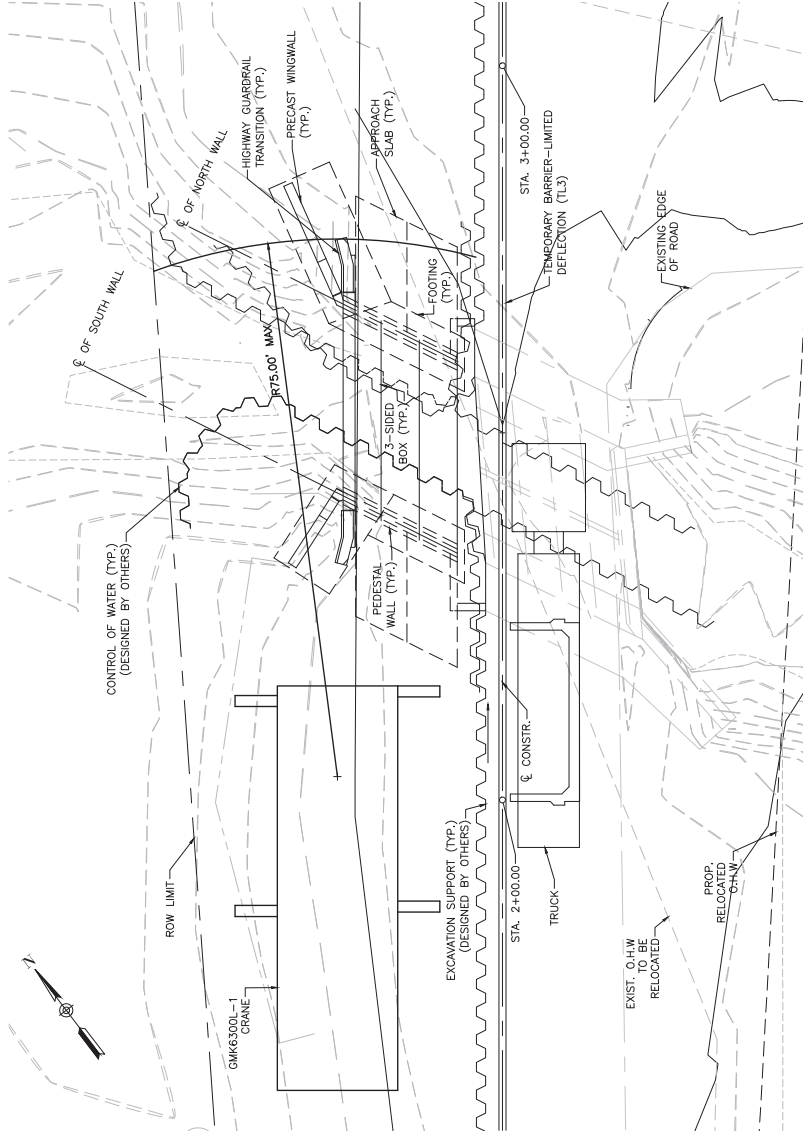 HIGHWAY GUARDRAIL
TRANSITION (TYP.)
PRECAST WINGWALL
(TYP.)
APPROACH
SLAB (TYP.)
℄ OF NORTH WALL
℄ OF SOUTH WALL
R75.00' MAX
FOOTING
(TYP.)
STA. 3+00.00
TEMPORARY BARRIER-LIMITED
DEFLECTION (TL3)
EXISTING EDGE
OF ROAD
3-SIDED
BOX (TYP.)
CONTROL OF WATER (TYP.)
(DESIGNED BY OTHERS)
PEDESTAL
WALL (TYP.)
℄ CONSTR.
ROW LIMIT
EXCAVATION SUPPORT (TYP.)
(DESIGNED BY OTHERS)
STA. 2+00.00
TRUCK
PROP.
RELOCATED
O.H.W
EXIST. O.H.W
TO BE
RELOCATED
N
GMK6300L-1
CRANE